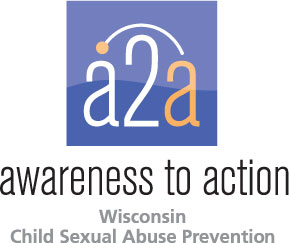 a2a
awareness to action
Wisconsin
Child Sexual Abuse Prevention